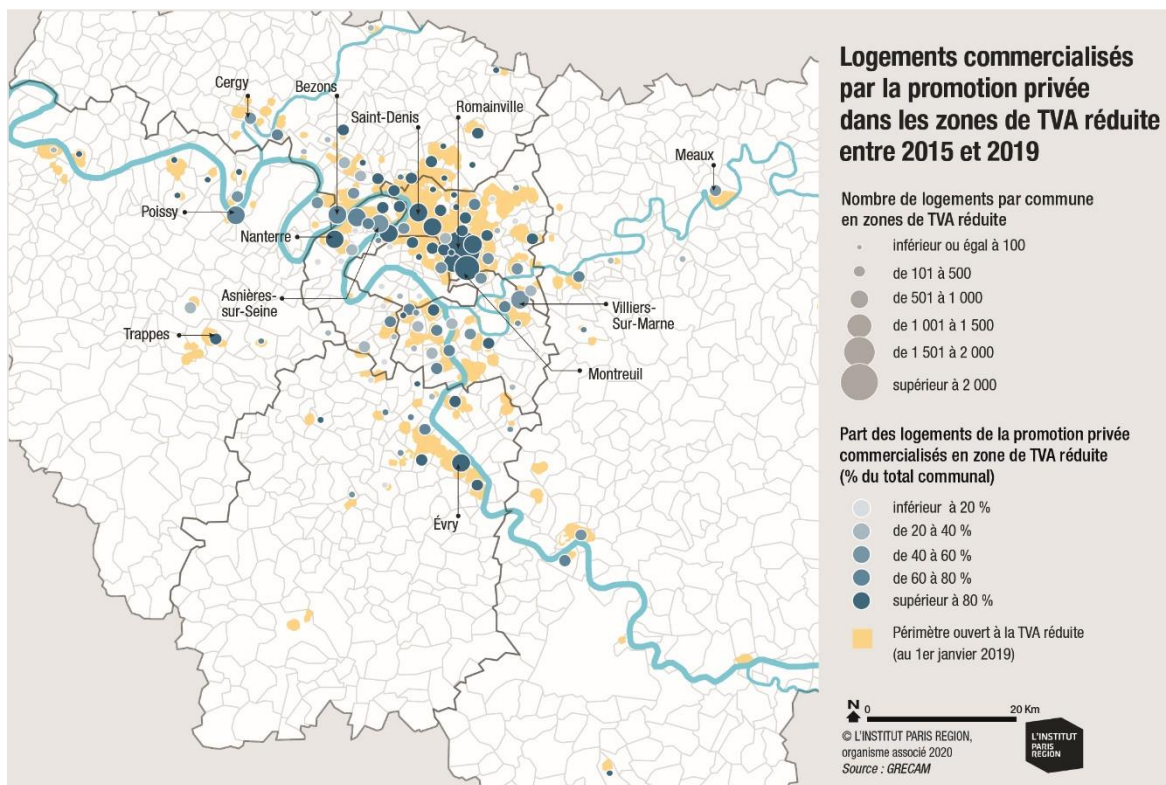 Logements commercialisés
par la promotion privée
dans les zones de TVA réduite
entre 2015 et 2019
Nombre de logements par commune
en zones de TVA réduite
inférieur ou égal à 100
de 101 à 500
de 501 à 1 000
de 1 001 à 1 500
de 1 501 à 2 000
supérieur à 2 000
Part des logements de la promotion privée
commercialisés en zone de TVA réduite
(% du total communal)
inférieur à 20 %
de 20 à 40 %
de 40 à 60 %
de 60 à 80 %
supérieur à 80 %
Périmètre ouvert à la TVA réduite
(au 1er janvier 2019)
N
0
20 Km
© L'INSTITUT PARIS REGION,
organisme associé 2020
Source : GRECAM
L'INSTITUT
PARIS
REGION
Cergy
Bezons
Saint-Denis
Romainville
Meaux
Poissy
Nanterre
Asnières-
sur-Seine
Trappes
Villiers-
Sur-Marne
Montreuil
Évry